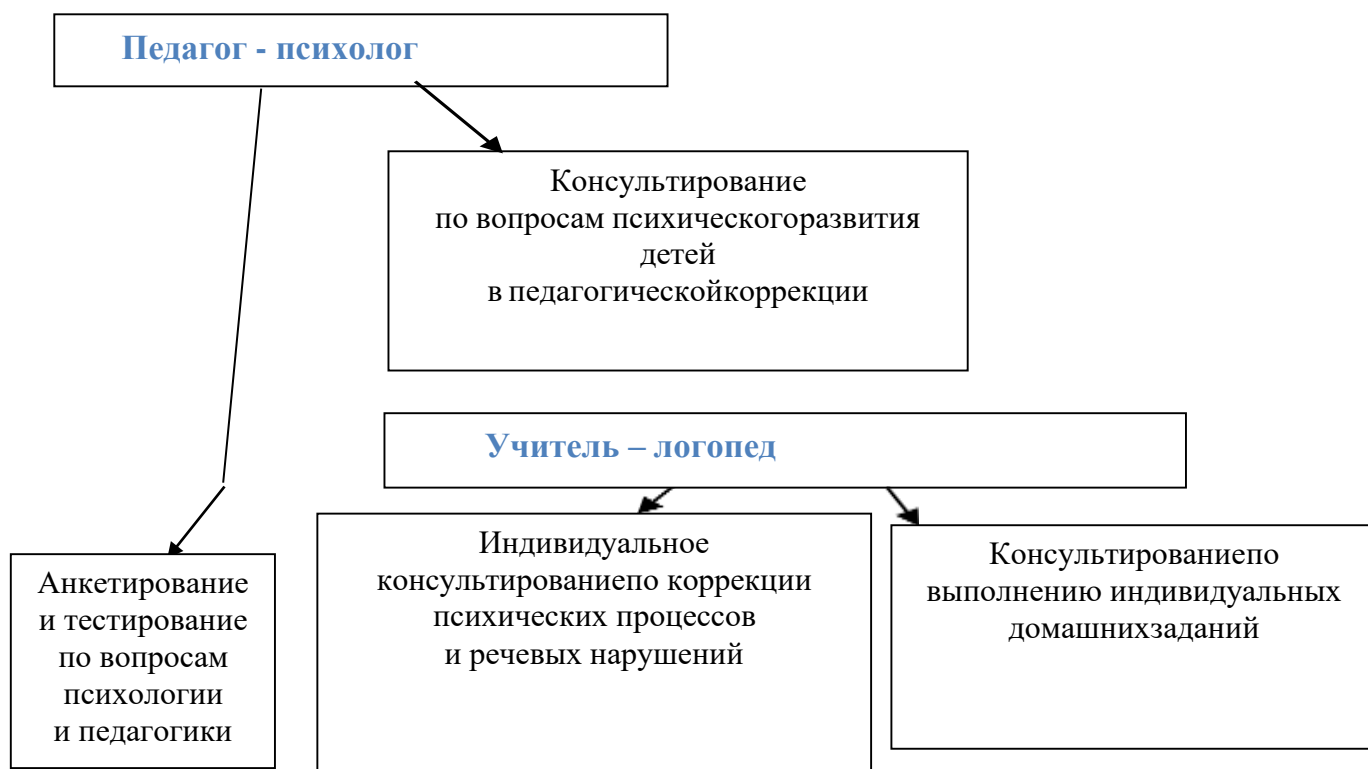 Педагог - психолог
Консультирование
по вопросам психическогоразвития
детей
в педагогическойкоррекции
Учитель – логопед
Анкетирование
и тестирование
по вопросам
психологии
и педагогики
Индивидуальное
консультированиепо коррекции
психических процессов
и речевых нарушений
Консультированиепо
выполнению индивидуальных
домашнихзаданий